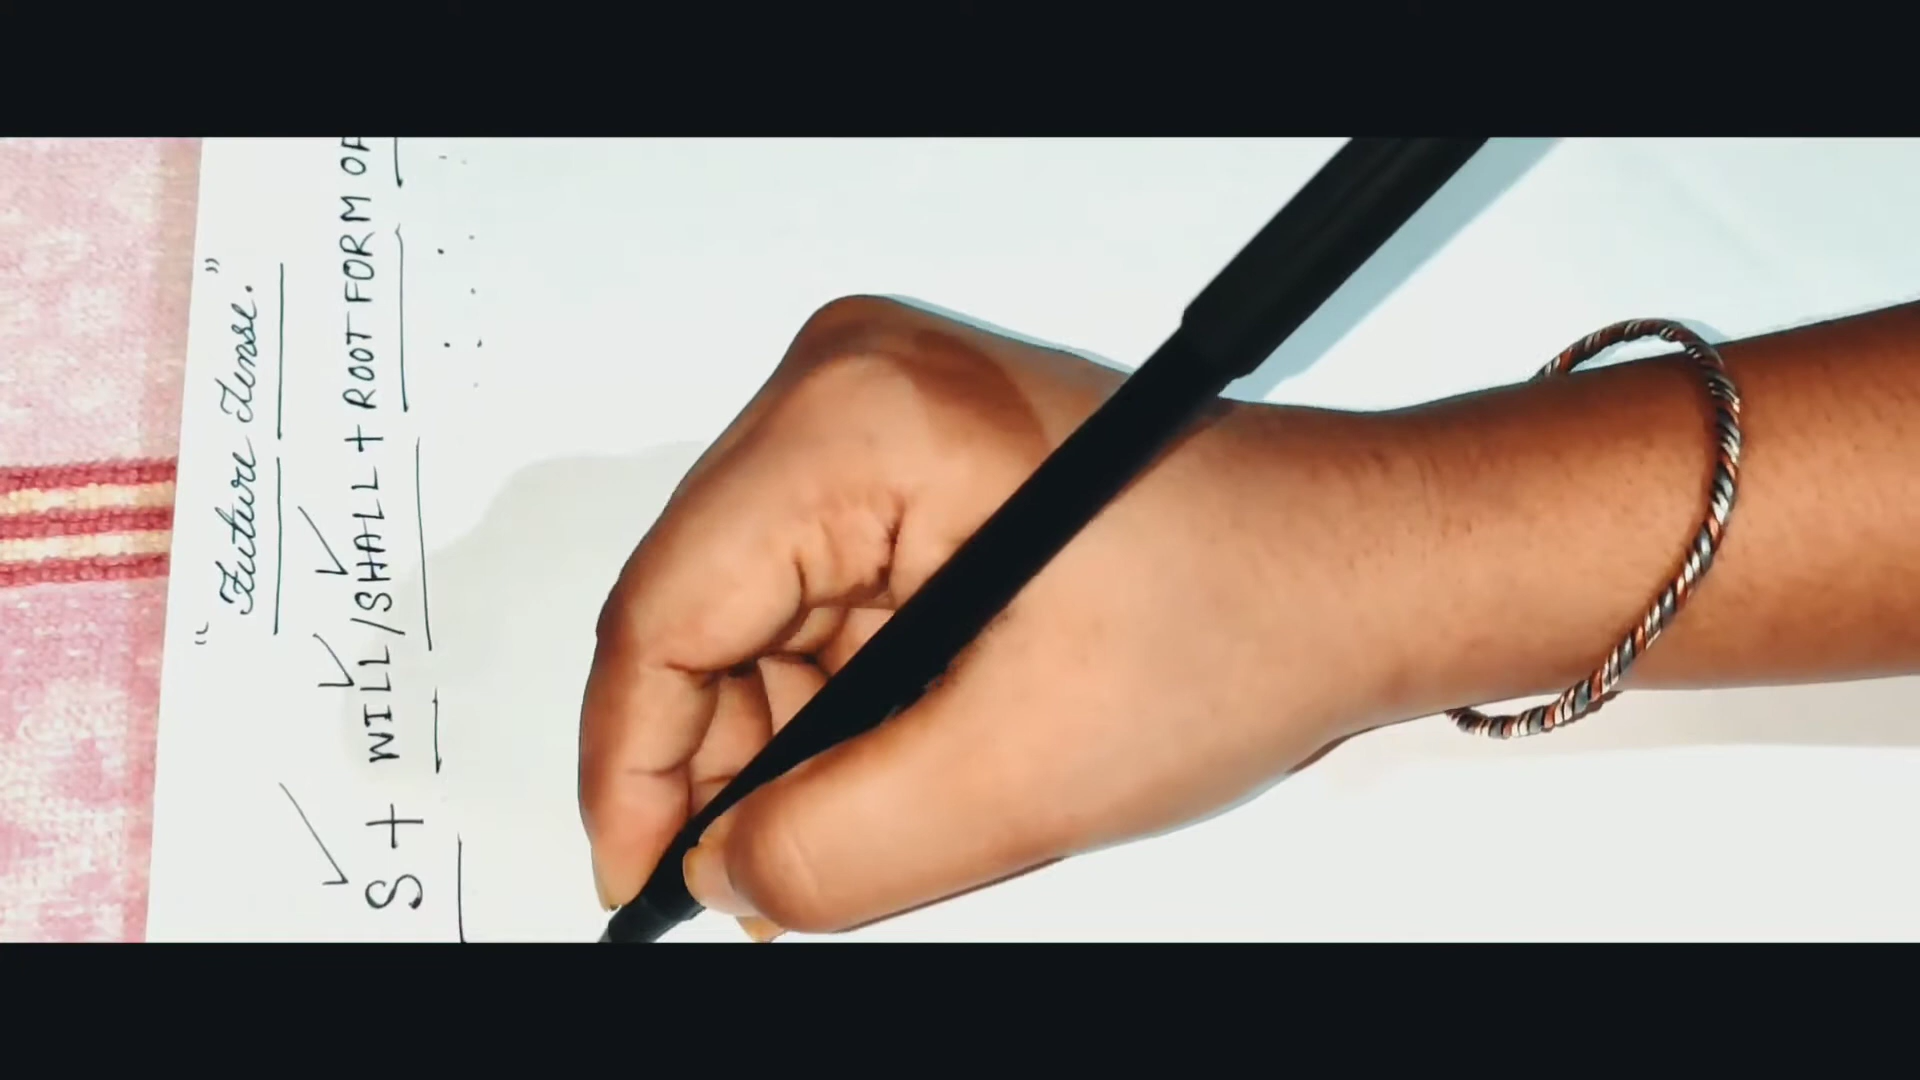 "Future Tense."
S + WILL/SHALL + ROOT FORM OF